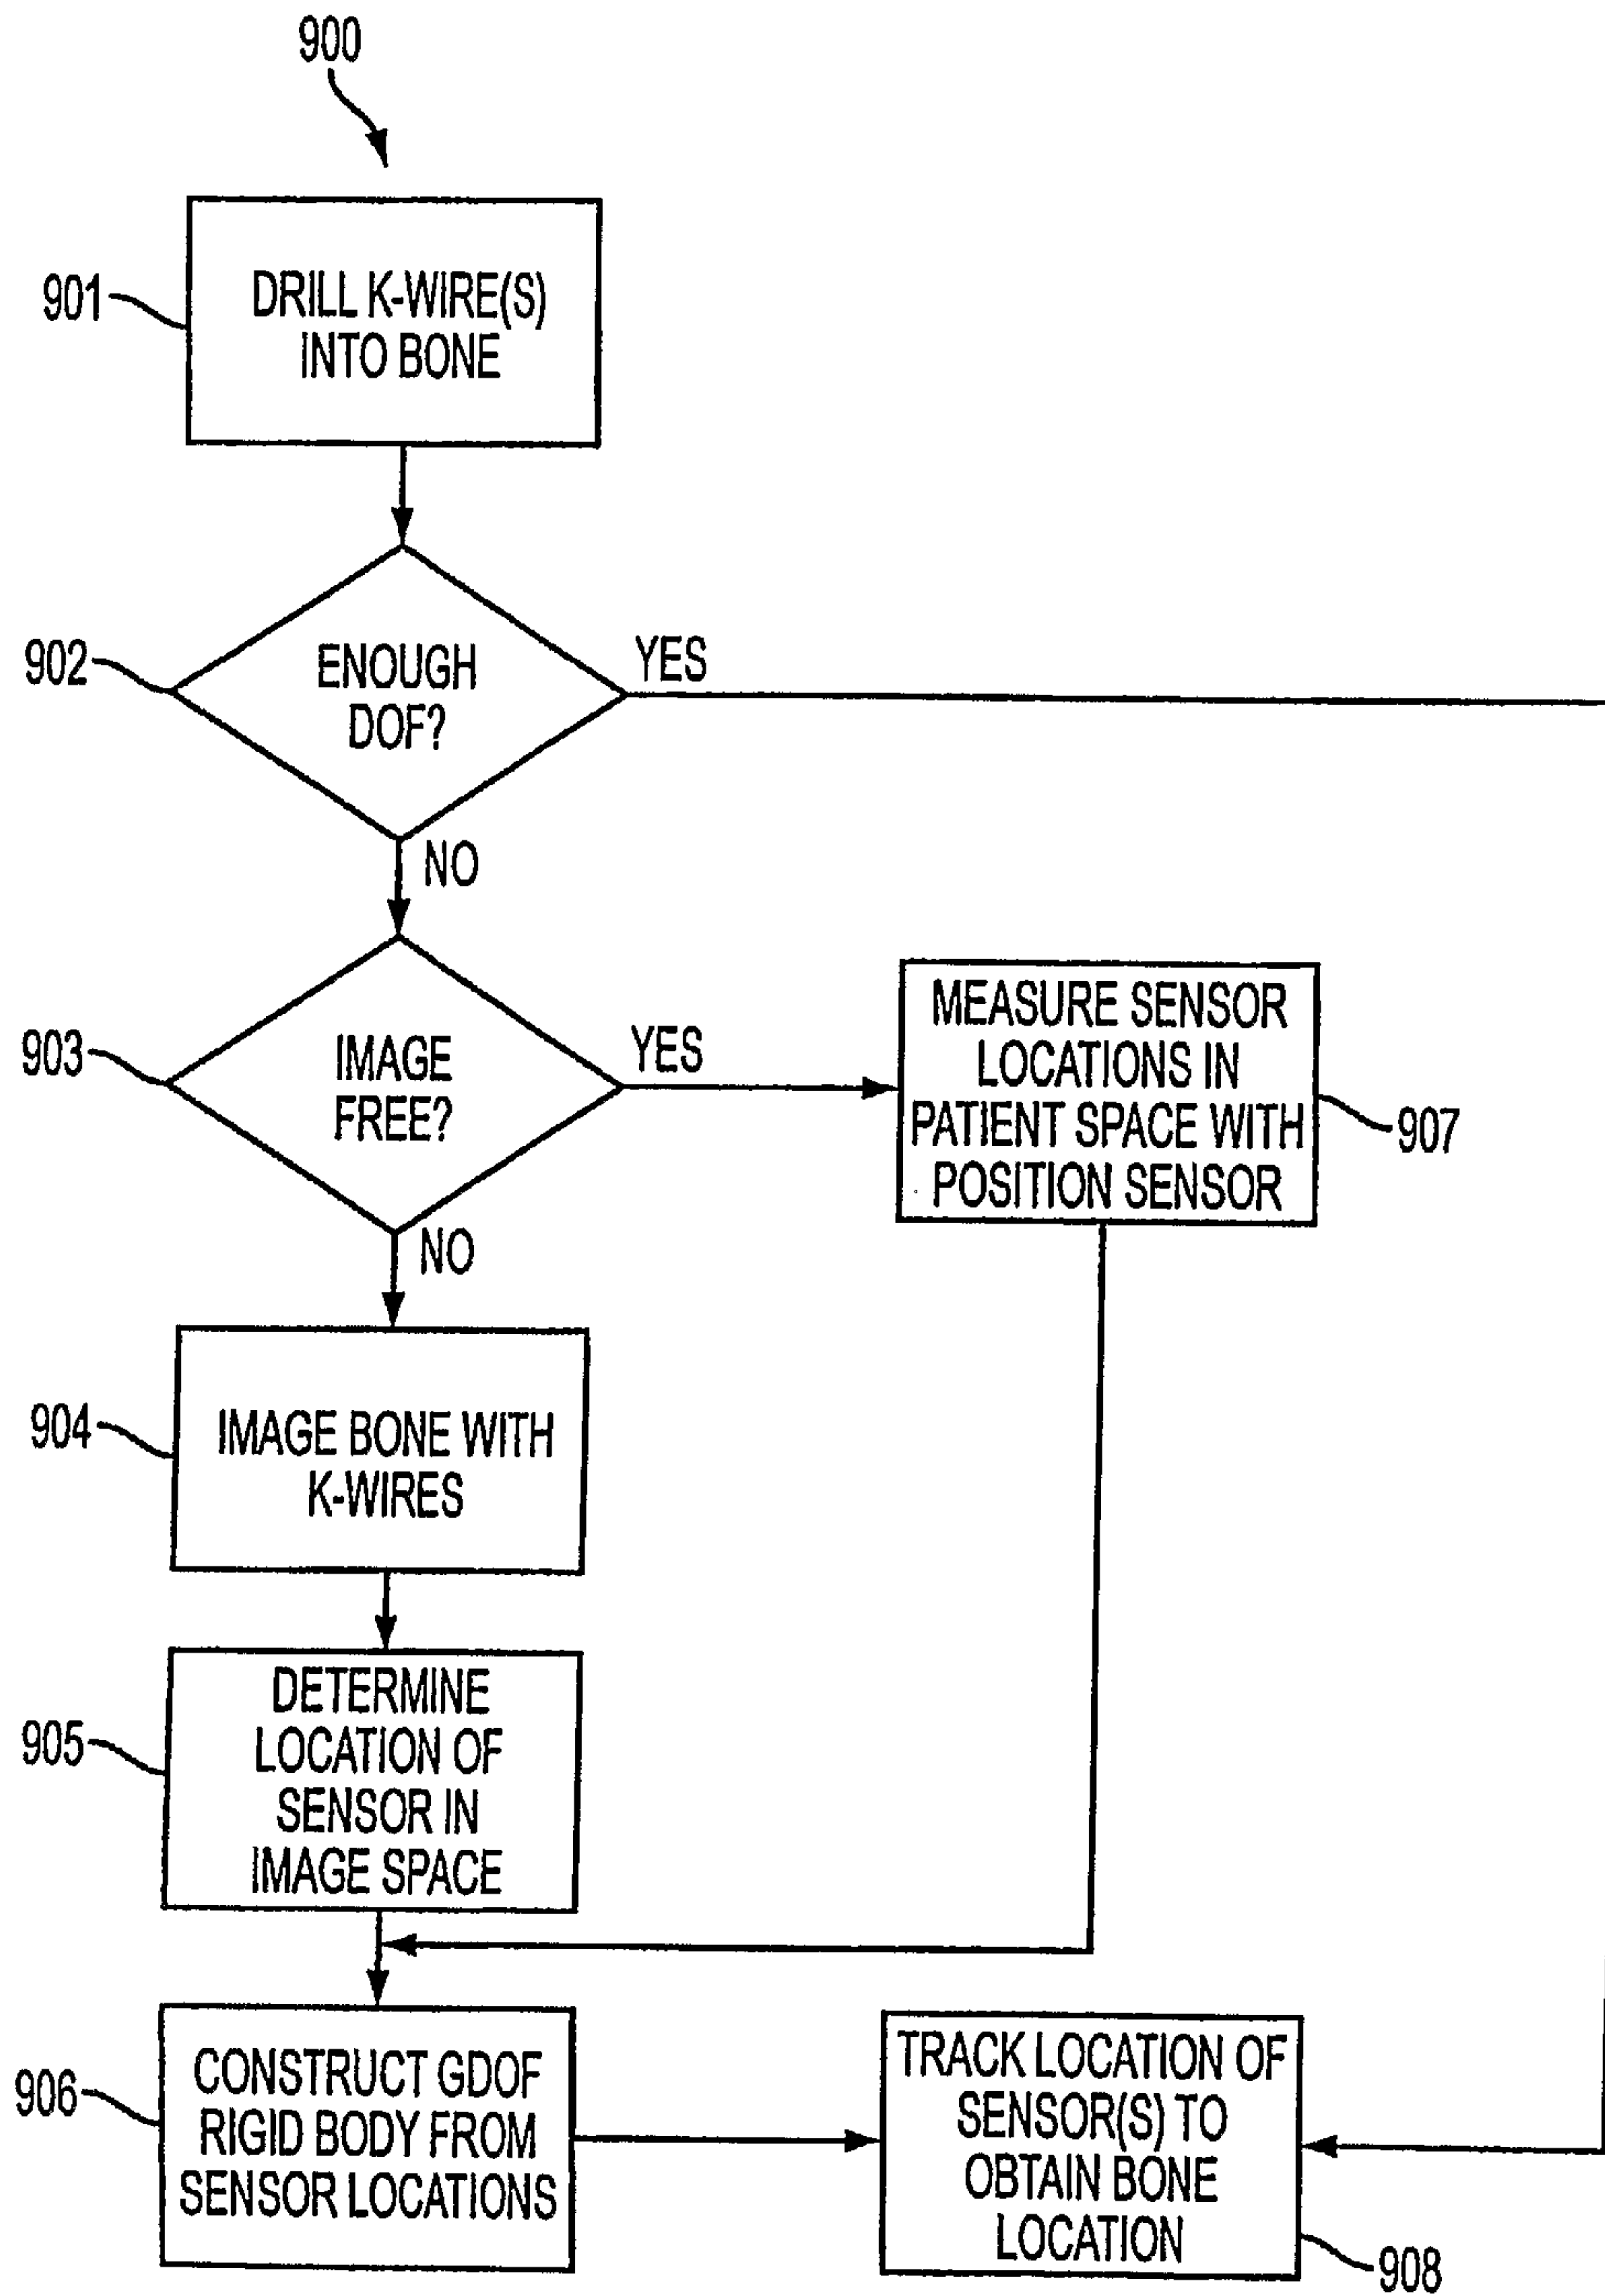 900
901
DRILL K-WIRE(S)
INTO BONE
902
ENOUGH
DOF?
YES
NO
903
IMAGE
FREE?
YES
NO
MEASURE SENSOR
LOCATIONS IN
PATIENT SPACE WITH
POSITION SENSOR
907
904
IMAGE BONE WITH
K-WIRES
905
DETERMINE
LOCATION OF
SENSOR IN
IMAGE SPACE
906
CONSTRUCT GDOF
RIGID BODY FROM
SENSOR LOCATIONS
TRACK LOCATION OF
SENSOR(S) TO
OBTAIN BONE
LOCATION
908